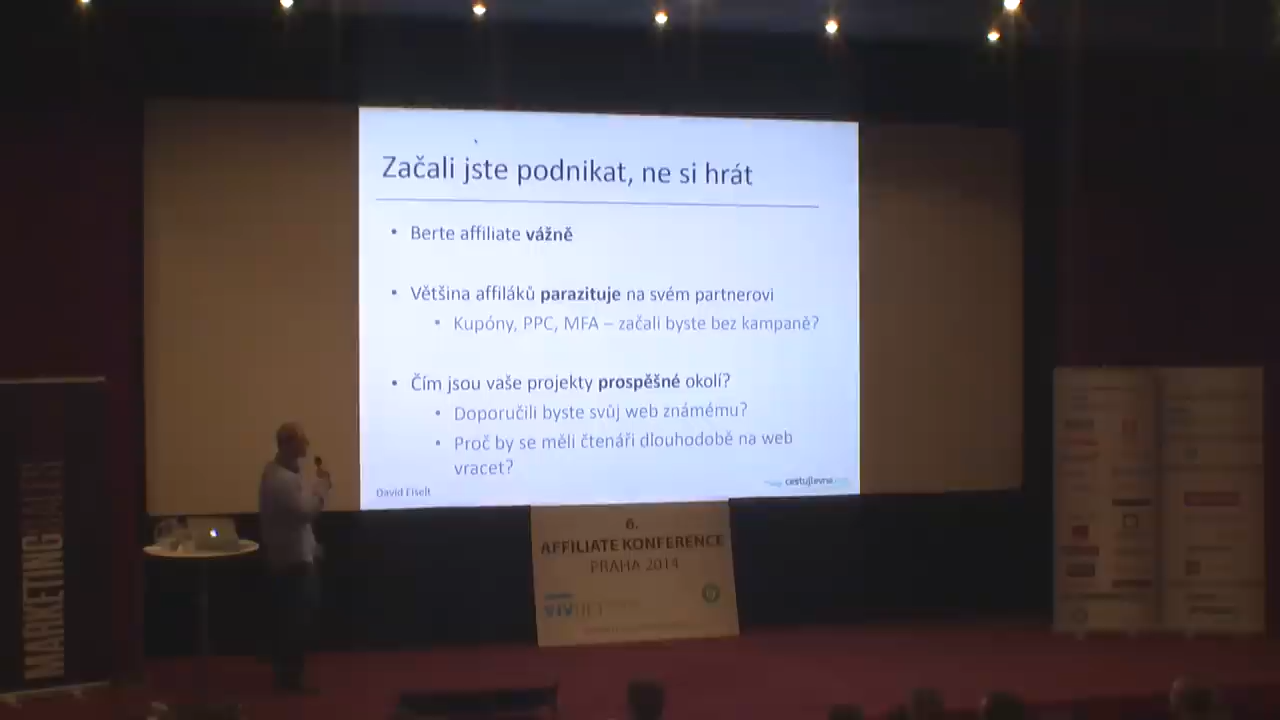 Začali jste podnikat, ne si hrát
• Berte affiliate vážně
• Většina affiláků parazituje na svém partnerovi
• Kupóny, PPC, MFA – začali byste bez kampaně?
• Čím jsou vaše projekty prospěšné okolí?
• Doporučili byste svůj web známému?
• Proč by se měli čtenáři dlouhodobě na web
vracet?
David Eiselt
cestujlevne
6.
AFFILIATE KONFERENCE
PRAHA 2014
MARKETING